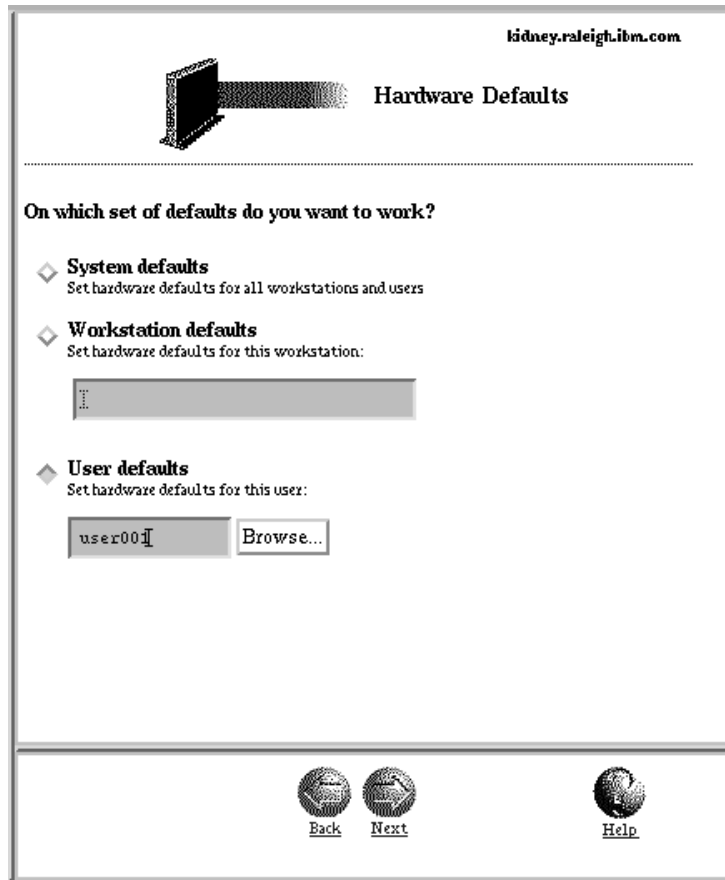 kidney.raleigh.ibm.com
Hardware Defaults
On which set of defaults do you want to work?
System defaults
Set hardware defaults for all workstations and users
Workstation defaults
Set hardware defaults for this workstation:
User defaults
Set hardware defaults for this user:
user001 Browse...
Back Next Help